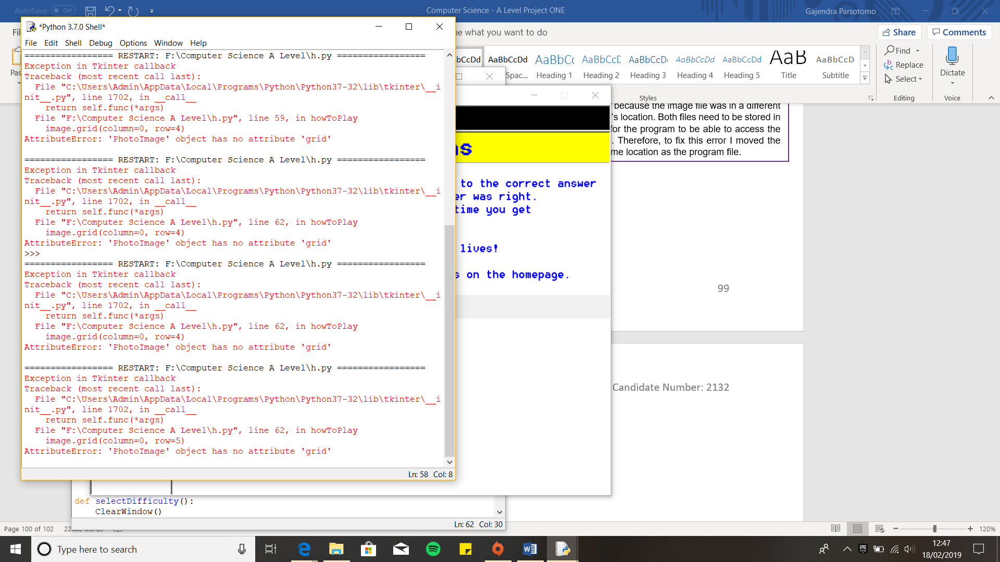 AutoSave Off
Computer Science - A Level Project ONE
Gajendra Parsotomo
*Python 3.7.0 Shell*
File Edit Shell Debug Options Window Help
================= RESTART: F:\Computer Science A Level\h.py =================
Exception in Tkinter callback
Traceback (most recent call last):
File "C:\Users\Admin\AppData\Local\Programs\Python\Python37-32\lib\tkinter\__i
nit__.py", line 1702, in __call__
return self.func(*args)
File "F:\Computer Science A Level\h.py", line 59, in howToPlay
image.grid(column=0, row=4)
AttributeError: 'PhotoImage' object has no attribute 'grid'
================= RESTART: F:\Computer Science A Level\h.py =================
Exception in Tkinter callback
Traceback (most recent call last):
File "C:\Users\Admin\AppData\Local\Programs\Python\Python37-32\lib\tkinter\__i
nit__.py", line 1702, in __call__
return self.func(*args)
File "F:\Computer Science A Level\h.py", line 62, in howToPlay
image.grid(column=0, row=4)
AttributeError: 'PhotoImage' object has no attribute 'grid'
>>>
================= RESTART: F:\Computer Science A Level\h.py =================
Exception in Tkinter callback
Traceback (most recent call last):
File "C:\Users\Admin\AppData\Local\Programs\Python\Python37-32\lib\tkinter\__i
nit__.py", line 1702, in __call__
return self.func(*args)
File "F:\Computer Science A Level\h.py", line 62, in howToPlay
image.grid(column=0, row=4)
AttributeError: 'PhotoImage' object has no attribute 'grid'
================= RESTART: F:\Computer Science A Level\h.py =================
Exception in Tkinter callback
Traceback (most recent call last):
File "C:\Users\Admin\AppData\Local\Programs\Python\Python37-32\lib\tkinter\__i
nit__.py", line 1702, in __call__
return self.func(*args)
File "F:\Computer Science A Level\h.py", line 62, in howToPlay
image.grid(column=0, row=5)
AttributeError: 'PhotoImage' object has no attribute 'grid'
Ln: 58 Col: 8
Fil
ne what you want to do
Share
Comments
Pas
bCcDd AaBbCcDd AaBbCc AaBbCcD AaBbCcD AaBbCcDd AaBbCcDd AaB AaBbCcD
Spac... Heading 1 Heading 2 Heading 3 Heading 4 Heading 5 Title Subtitle
Styles
Find
Replace
Select
Editing
Dictate
Voice
because the image file was in a different
's location. Both files need to be stored in
for the program to be able to access the
. Therefore, to fix this error I moved the
me location as the program file.
ns
to the correct answer
er was right.
time you get
lives!
s on the homepage.
99
Candidate Number: 2132
def selectDifficulty():
ClearWindow()
Ln: 62 Col: 30
Page 100 of 102
words
120%
Type here to search
EPIC
12:47
18/02/2019